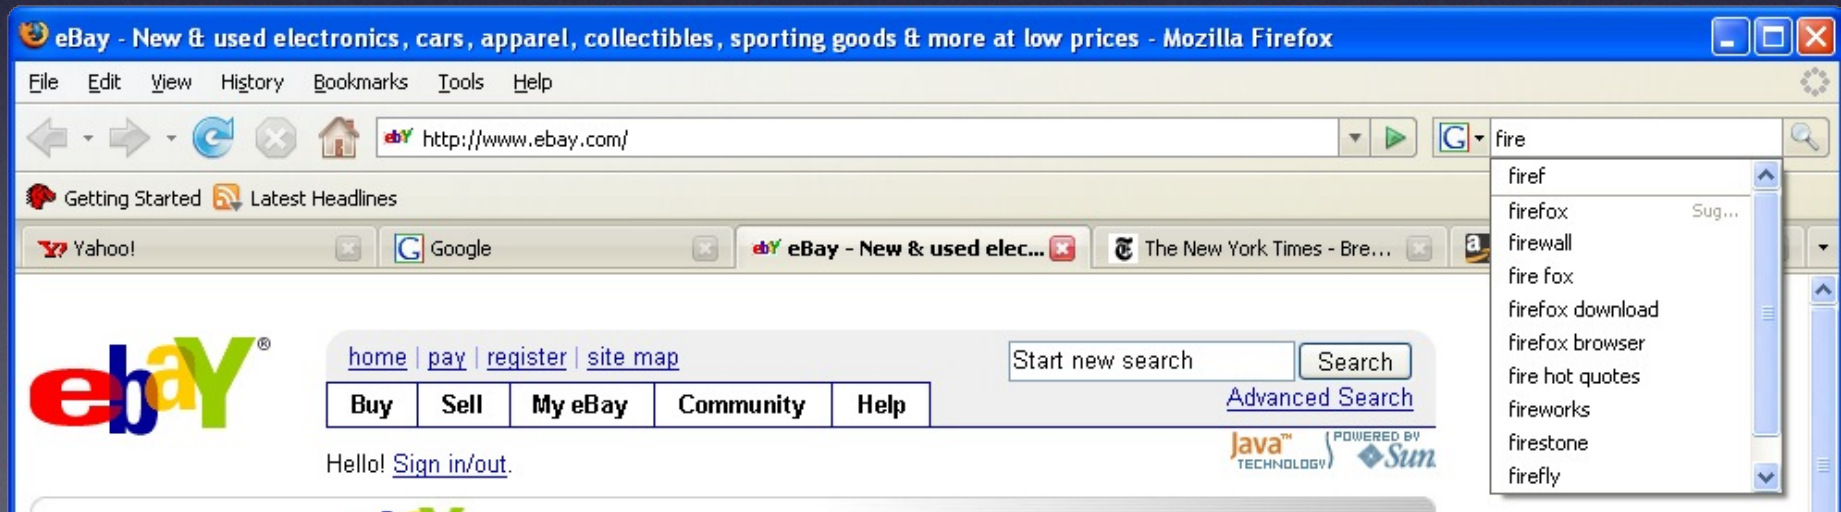 eBay - New & used electronics, cars, apparel, collectibles, sporting goods & more at low prices - Mozilla Firefox
File Edit View History Bookmarks Tools Help
ebY http://www.ebay.com/ G fire
Getting Started Latest Headlines
Y! Yahoo! G Google ebY eBay - New & used elec... T The New York Times - Bre... a
firef
firefox Sug...
firewall
fire fox
firefox download
firefox browser
fire hot quotes
fireworks
firestone
firefly
ebaY®
home | pay | register | site map
Start new search Search
Buy Sell My eBay Community Help
Advanced Search
Hello! Sign in/out.
Java™ TECHNOLOGY POWERED BY Sun